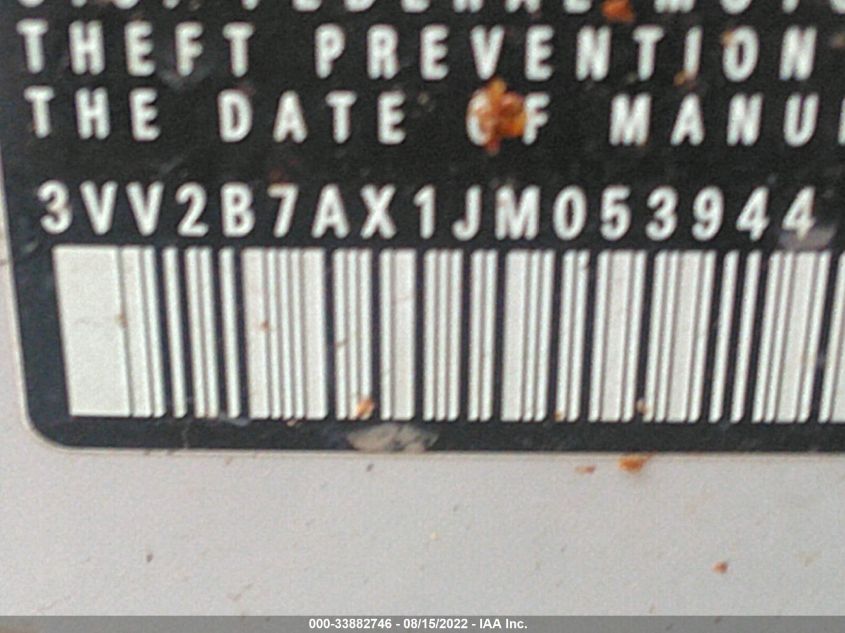 THEFT PREVENTION
THE DATE OF MANU
3VV2B7AX1JM053944
000-33882746 - 08/15/2022 - IAA Inc.